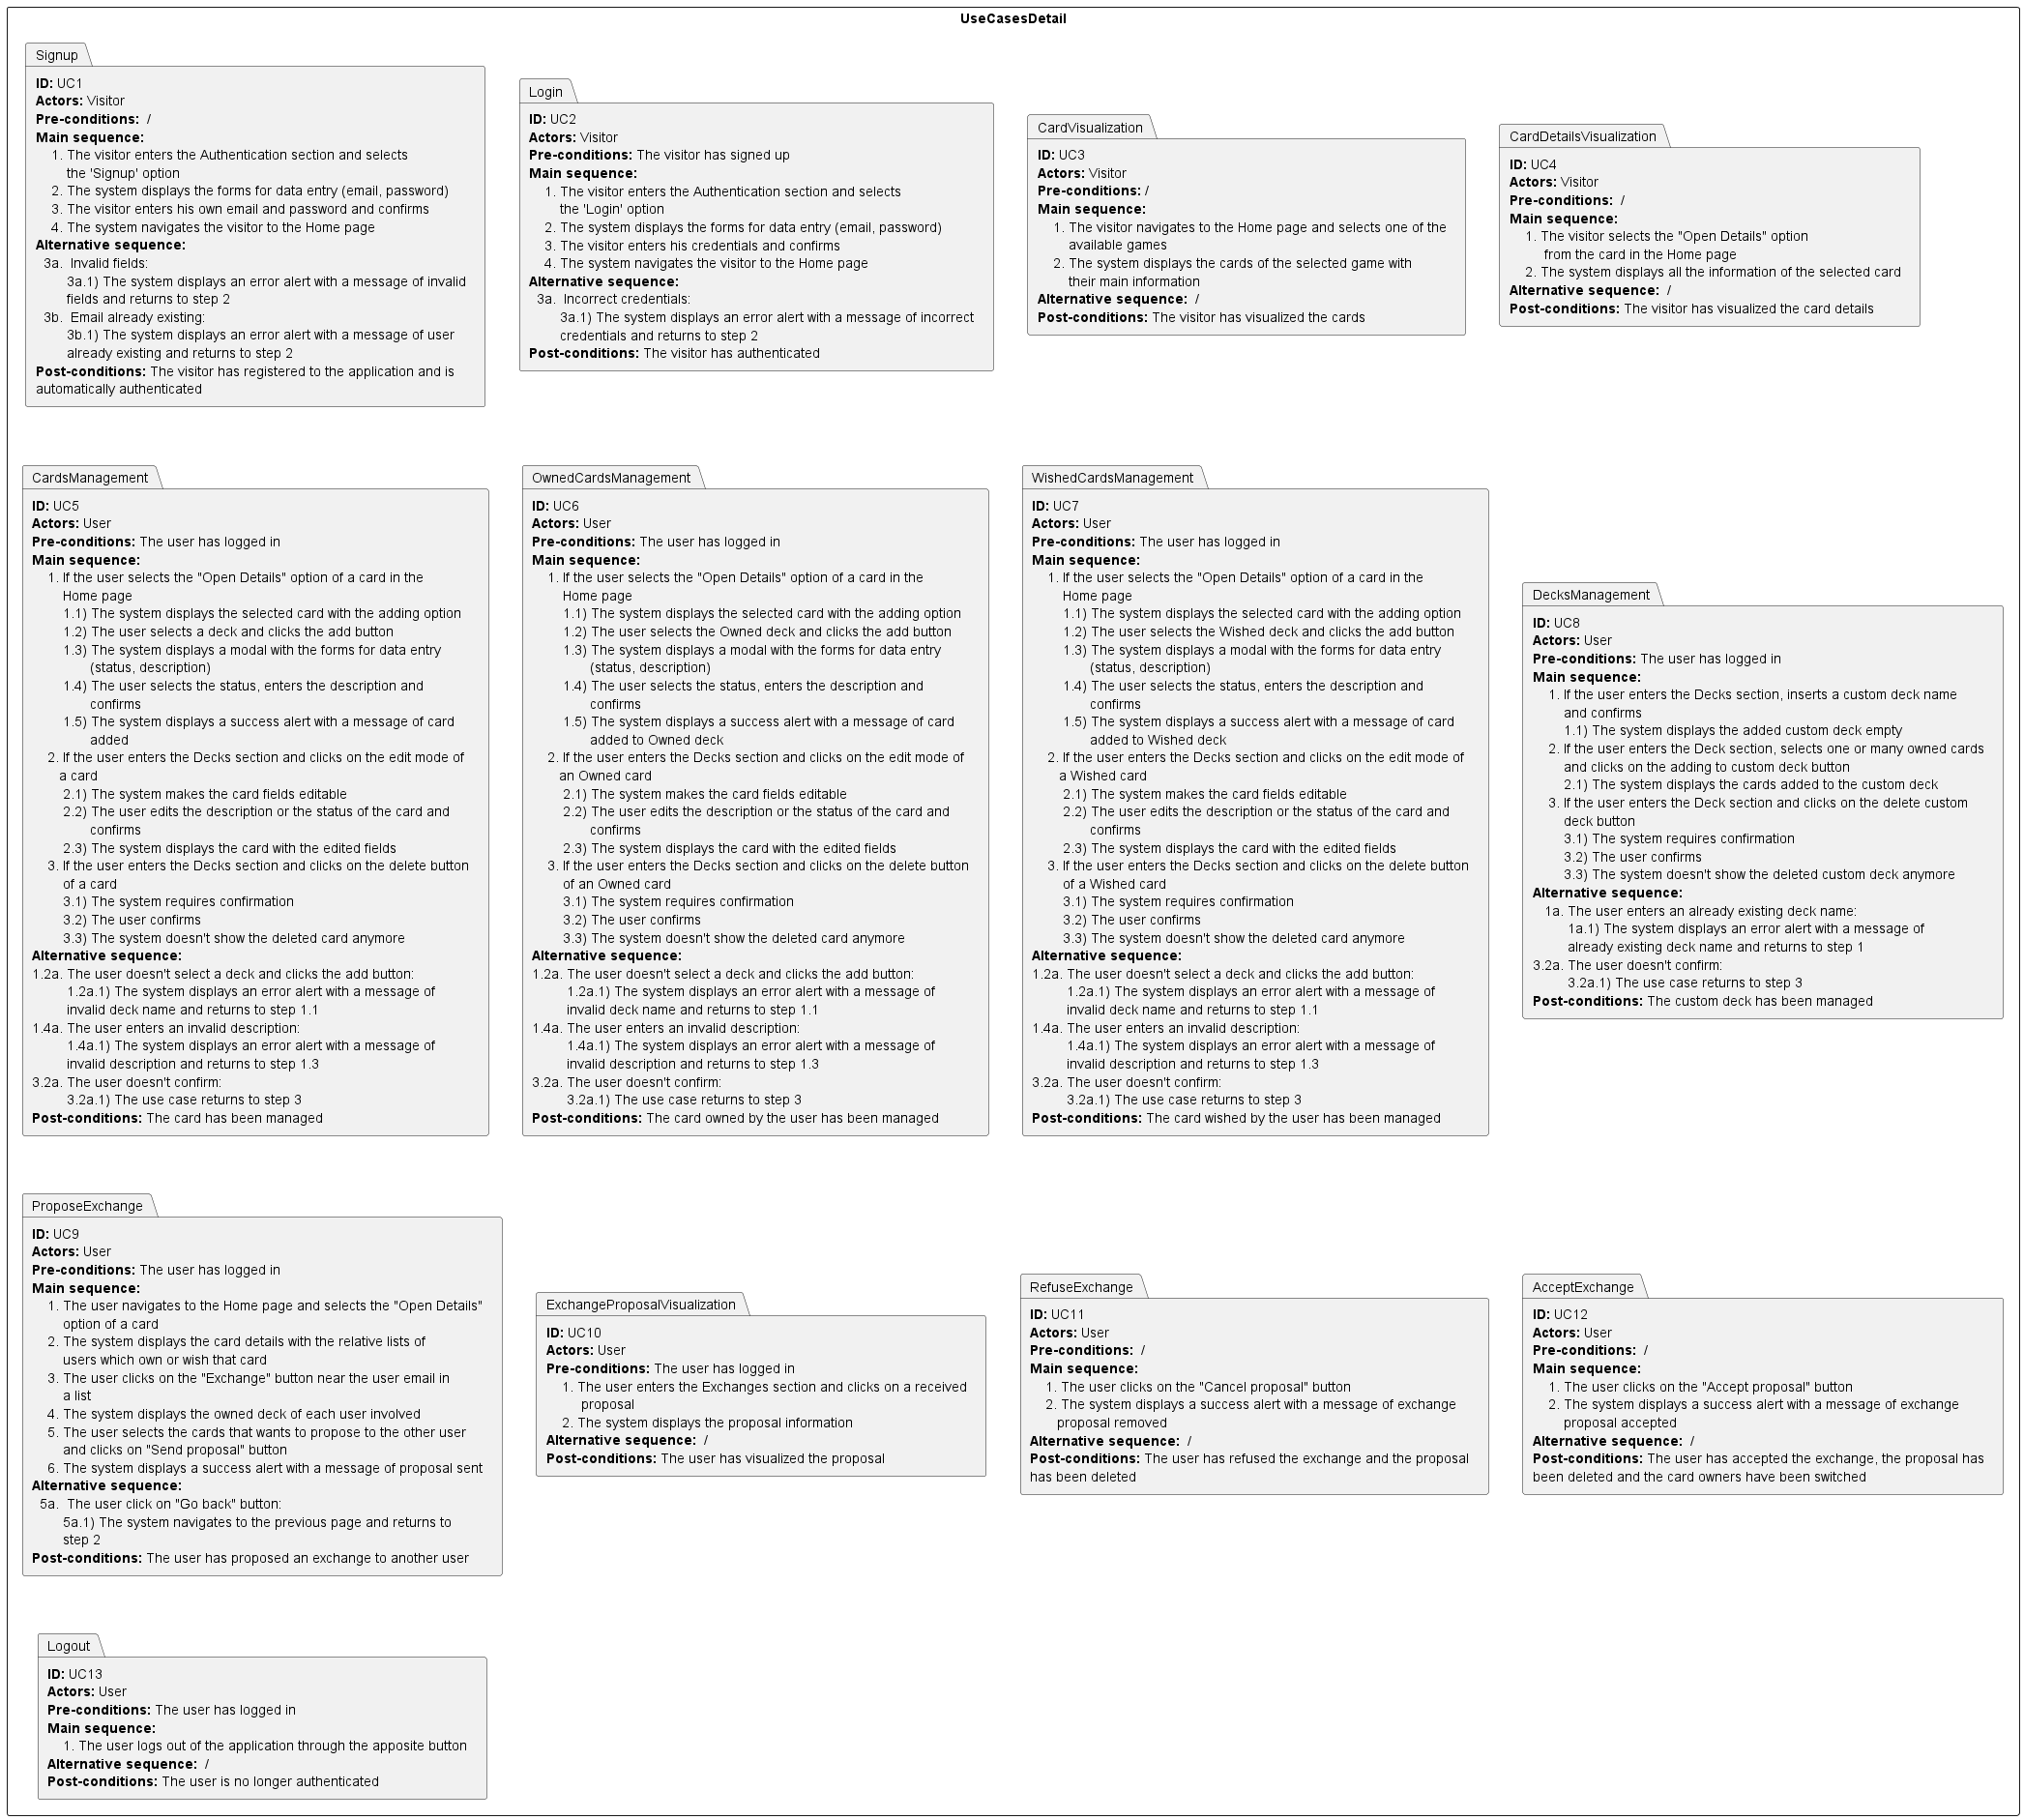 UseCasesDetail
Signup
ID: UC1
Actors: Visitor
Pre-conditions: /
Main sequence:
1. The visitor enters the Authentication section and selects
the 'Signup' option
2. The system displays the forms for data entry (email, password)
3. The visitor enters his own email and password and confirms
4. The system navigates the visitor to the Home page
Alternative sequence:
3a. Invalid fields:
3a.1) The system displays an error alert with a message of invalid
fields and returns to step 2
3b. Email already existing:
3b.1) The system displays an error alert with a message of user
already existing and returns to step 2
Post-conditions: The visitor has registered to the application and is
automatically authenticated
Login
ID: UC2
Actors: Visitor
Pre-conditions: The visitor has signed up
Main sequence:
1. The visitor enters the Authentication section and selects
the 'Login' option
2. The system displays the forms for data entry (email, password)
3. The visitor enters his credentials and confirms
4. The system navigates the visitor to the Home page
Alternative sequence:
3a. Incorrect credentials:
3a.1) The system displays an error alert with a message of incorrect
credentials and returns to step 2
Post-conditions: The visitor has authenticated
CardVisualization
ID: UC3
Actors: Visitor
Pre-conditions: /
Main sequence:
1. The visitor navigates to the Home page and selects one of the
available games
2. The system displays the cards of the selected game with
their main information
Alternative sequence: /
Post-conditions: The visitor has visualized the cards
CardDetailsVisualization
ID: UC4
Actors: Visitor
Pre-conditions: /
Main sequence:
1. The visitor selects the "Open Details" option
from the card in the Home page
2. The system displays all the information of the selected card
Alternative sequence: /
Post-conditions: The visitor has visualized the card details
CardsManagement
ID: UC5
Actors: User
Pre-conditions: The user has logged in
Main sequence:
1. If the user selects the "Open Details" option of a card in the
Home page
1.1) The system displays the selected card with the adding option
1.2) The user selects a deck and clicks the add button
1.3) The system displays a modal with the forms for data entry
(status, description)
1.4) The user selects the status, enters the description and
confirms
1.5) The system displays a success alert with a message of card
added
2. If the user enters the Decks section and clicks on the edit mode of
a card
2.1) The system makes the card fields editable
2.2) The user edits the description or the status of the card and
confirms
2.3) The system displays the card with the edited fields
3. If the user enters the Decks section and clicks on the delete button
of a card
3.1) The system requires confirmation
3.2) The user confirms
3.3) The system doesn't show the deleted card anymore
Alternative sequence:
1.2a. The user doesn't select a deck and clicks the add button:
1.2a.1) The system displays an error alert with a message of
invalid deck name and returns to step 1.1
1.4a. The user enters an invalid description:
1.4a.1) The system displays an error alert with a message of
invalid description and returns to step 1.3
3.2a. The user doesn't confirm:
3.2a.1) The use case returns to step 3
Post-conditions: The card has been managed
OwnedCardsManagement
ID: UC6
Actors: User
Pre-conditions: The user has logged in
Main sequence:
1. If the user selects the "Open Details" option of a card in the
Home page
1.1) The system displays the selected card with the adding option
1.2) The user selects the Owned deck and clicks the add button
1.3) The system displays a modal with the forms for data entry
(status, description)
1.4) The user selects the status, enters the description and
confirms
1.5) The system displays a success alert with a message of card
added to Owned deck
2. If the user enters the Decks section and clicks on the edit mode of
an Owned card
2.1) The system makes the card fields editable
2.2) The user edits the description or the status of the card and
confirms
2.3) The system displays the card with the edited fields
3. If the user enters the Decks section and clicks on the delete button
of an Owned card
3.1) The system requires confirmation
3.2) The user confirms
3.3) The system doesn't show the deleted card anymore
Alternative sequence:
1.2a. The user doesn't select a deck and clicks the add button:
1.2a.1) The system displays an error alert with a message of
invalid deck name and returns to step 1.1
1.4a. The user enters an invalid description:
1.4a.1) The system displays an error alert with a message of
invalid description and returns to step 1.3
3.2a. The user doesn't confirm:
3.2a.1) The use case returns to step 3
Post-conditions: The card owned by the user has been managed
WishedCardsManagement
ID: UC7
Actors: User
Pre-conditions: The user has logged in
Main sequence:
1. If the user selects the "Open Details" option of a card in the
Home page
1.1) The system displays the selected card with the adding option
1.2) The user selects the Wished deck and clicks the add button
1.3) The system displays a modal with the forms for data entry
(status, description)
1.4) The user selects the status, enters the description and
confirms
1.5) The system displays a success alert with a message of card
added to Wished deck
2. If the user enters the Decks section and clicks on the edit mode of
a Wished card
2.1) The system makes the card fields editable
2.2) The user edits the description or the status of the card and
confirms
2.3) The system displays the card with the edited fields
3. If the user enters the Decks section and clicks on the delete button
of a Wished card
3.1) The system requires confirmation
3.2) The user confirms
3.3) The system doesn't show the deleted card anymore
Alternative sequence:
1.2a. The user doesn't select a deck and clicks the add button:
1.2a.1) The system displays an error alert with a message of
invalid deck name and returns to step 1.1
1.4a. The user enters an invalid description:
1.4a.1) The system displays an error alert with a message of
invalid description and returns to step 1.3
3.2a. The user doesn't confirm:
3.2a.1) The use case returns to step 3
Post-conditions: The card wished by the user has been managed
DecksManagement
ID: UC8
Actors: User
Pre-conditions: The user has logged in
Main sequence:
1. If the user enters the Decks section, inserts a custom deck name
and confirms
1.1) The system displays the added custom deck empty
2. If the user enters the Deck section, selects one or many owned cards
and clicks on the adding to custom deck button
2.1) The system displays the cards added to the custom deck
3. If the user enters the Deck section and clicks on the delete custom
deck button
3.1) The system requires confirmation
3.2) The user confirms
3.3) The system doesn't show the deleted custom deck anymore
Alternative sequence:
1a. The user enters an already existing deck name:
1a.1) The system displays an error alert with a message of
already existing deck name and returns to step 1
3.2a. The user doesn't confirm:
3.2a.1) The use case returns to step 3
Post-conditions: The custom deck has been managed
ProposeExchange
ID: UC9
Actors: User
Pre-conditions: The user has logged in
Main sequence:
1. The user navigates to the Home page and selects the "Open Details"
option of a card
2. The system displays the card details with the relative lists of
users which own or wish that card
3. The user clicks on the "Exchange" button near the user email in
a list
4. The system displays the owned deck of each user involved
5. The user selects the cards that wants to propose to the other user
and clicks on "Send proposal" button
6. The system displays a success alert with a message of proposal sent
Alternative sequence:
5a. The user click on "Go back" button:
5a.1) The system navigates to the previous page and returns to
step 2
Post-conditions: The user has proposed an exchange to another user
ExchangeProposalVisualization
ID: UC10
Actors: User
Pre-conditions: The user has logged in
1. The user enters the Exchanges section and clicks on a received
proposal
2. The system displays the proposal information
Alternative sequence: /
Post-conditions: The user has visualized the proposal
RefuseExchange
ID: UC11
Actors: User
Pre-conditions: /
Main sequence:
1. The user clicks on the "Cancel proposal" button
2. The system displays a success alert with a message of exchange
proposal removed
Alternative sequence: /
Post-conditions: The user has refused the exchange and the proposal
has been deleted
AcceptExchange
ID: UC12
Actors: User
Pre-conditions: /
Main sequence:
1. The user clicks on the "Accept proposal" button
2. The system displays a success alert with a message of exchange
proposal accepted
Alternative sequence: /
Post-conditions: The user has accepted the exchange, the proposal has
been deleted and the card owners have been switched
Logout
ID: UC13
Actors: User
Pre-conditions: The user has logged in
Main sequence:
1. The user logs out of the application through the apposite button
Alternative sequence: /
Post-conditions: The user is no longer authenticated